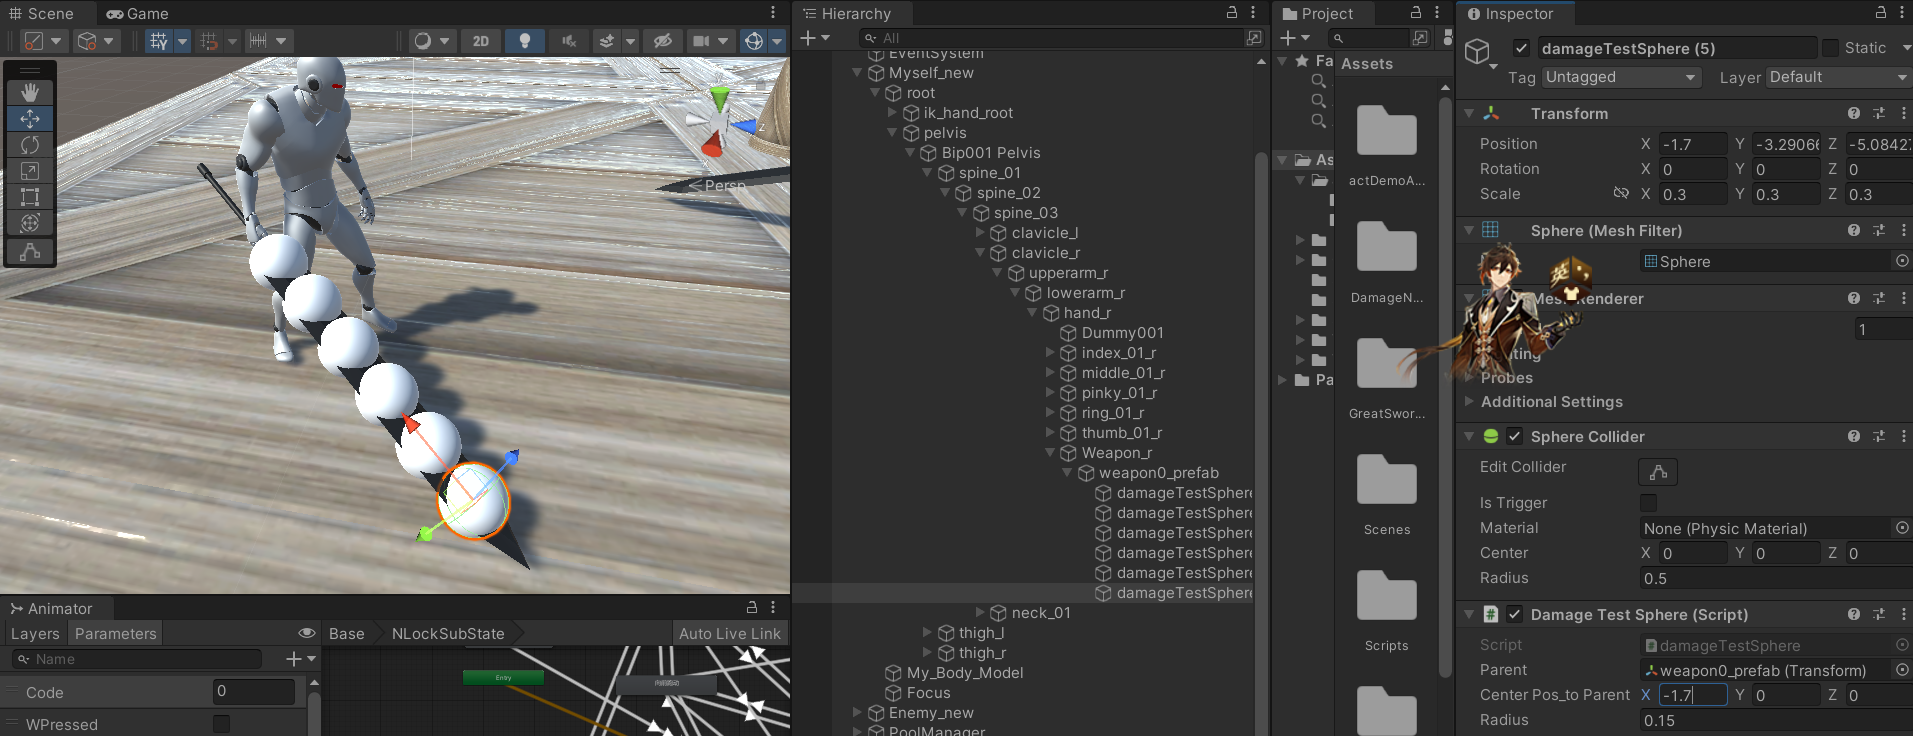 Scene
Game
2D
Persp
z
Animator
Layers
Parameters
Base
NLockSubState
Auto Live Link
Name
Entry
Code
0
WPressed
Hierarchy
All
EventSystem
Myself_new
root
ik_hand_root
pelvis
Bip001 Pelvis
spine_01
spine_02
spine_03
clavicle_l
clavicle_r
upperarm_r
lowerarm_r
hand_r
Dummy001
index_01_r
middle_01_r
pinky_01_r
ring_01_r
thumb_01_r
Weapon_r
weapon0_prefab
damageTestSphere
damageTestSphere
damageTestSphere
damageTestSphere
damageTestSphere
damageTestSphere
neck_01
thigh_l
thigh_r
My_Body_Model
Focus
Enemy_new
PoolManager
Project
Fa
As
Pa
Assets
actDemoA...
DamageN...
GreatSwor...
Scenes
Scripts
Inspector
damageTestSphere (5)
Static
Tag Untagged
Layer Default
Transform
Position X -1.7 Y -3.2906 Z -5.0842
Rotation X 0 Y 0 Z 0
Scale X 0.3 Y 0.3 Z 0.3
Sphere (Mesh Filter)
Sphere
英
Mesh Renderer
1
Probes
Additional Settings
Sphere Collider
Edit Collider
Is Trigger
Material None (Physic Material)
Center X 0 Y 0 Z 0
Radius 0.5
Damage Test Sphere (Script)
Script damageTestSphere
Parent weapon0_prefab (Transform)
Center Pos_to Parent X -1.7 Y 0 Z 0
Radius 0.15